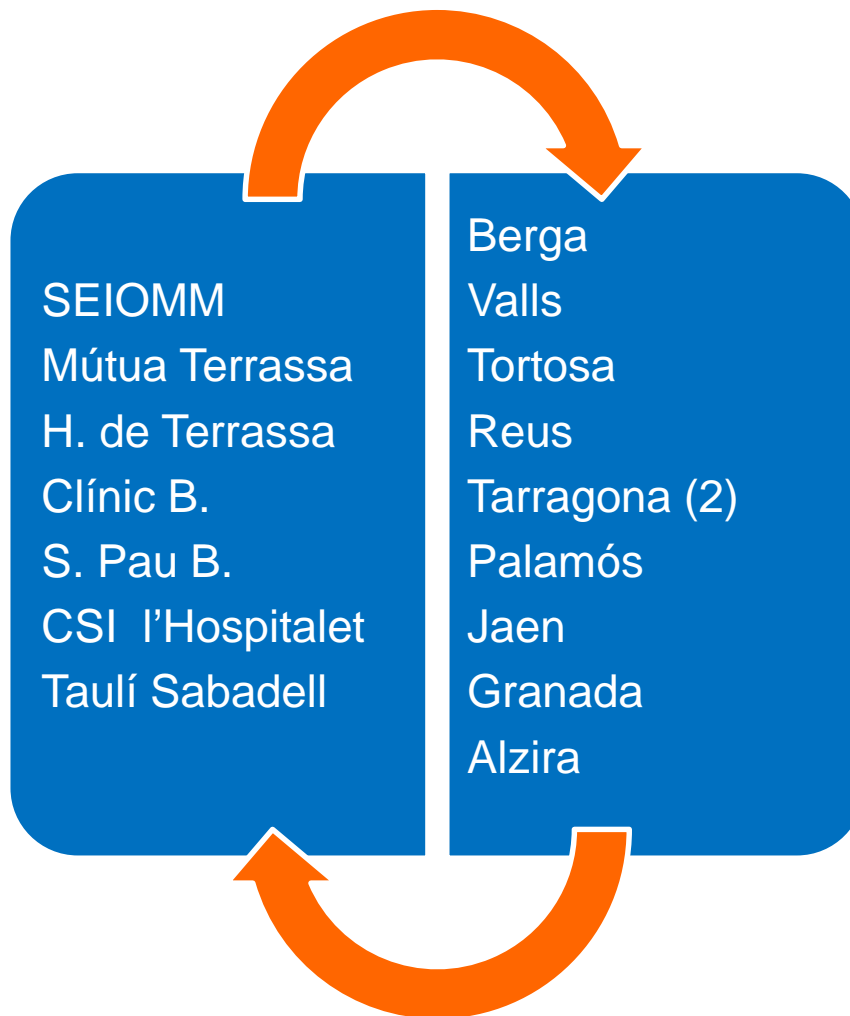 SEIOMM
Mútua Terrassa
H. de Terrassa
Clínic B.
S. Pau B.
CSI  l’Hospitalet
Taulí Sabadell
Berga
Valls
Tortosa
Reus
Tarragona (2)
Palamós
Jaen
Granada
Alzira